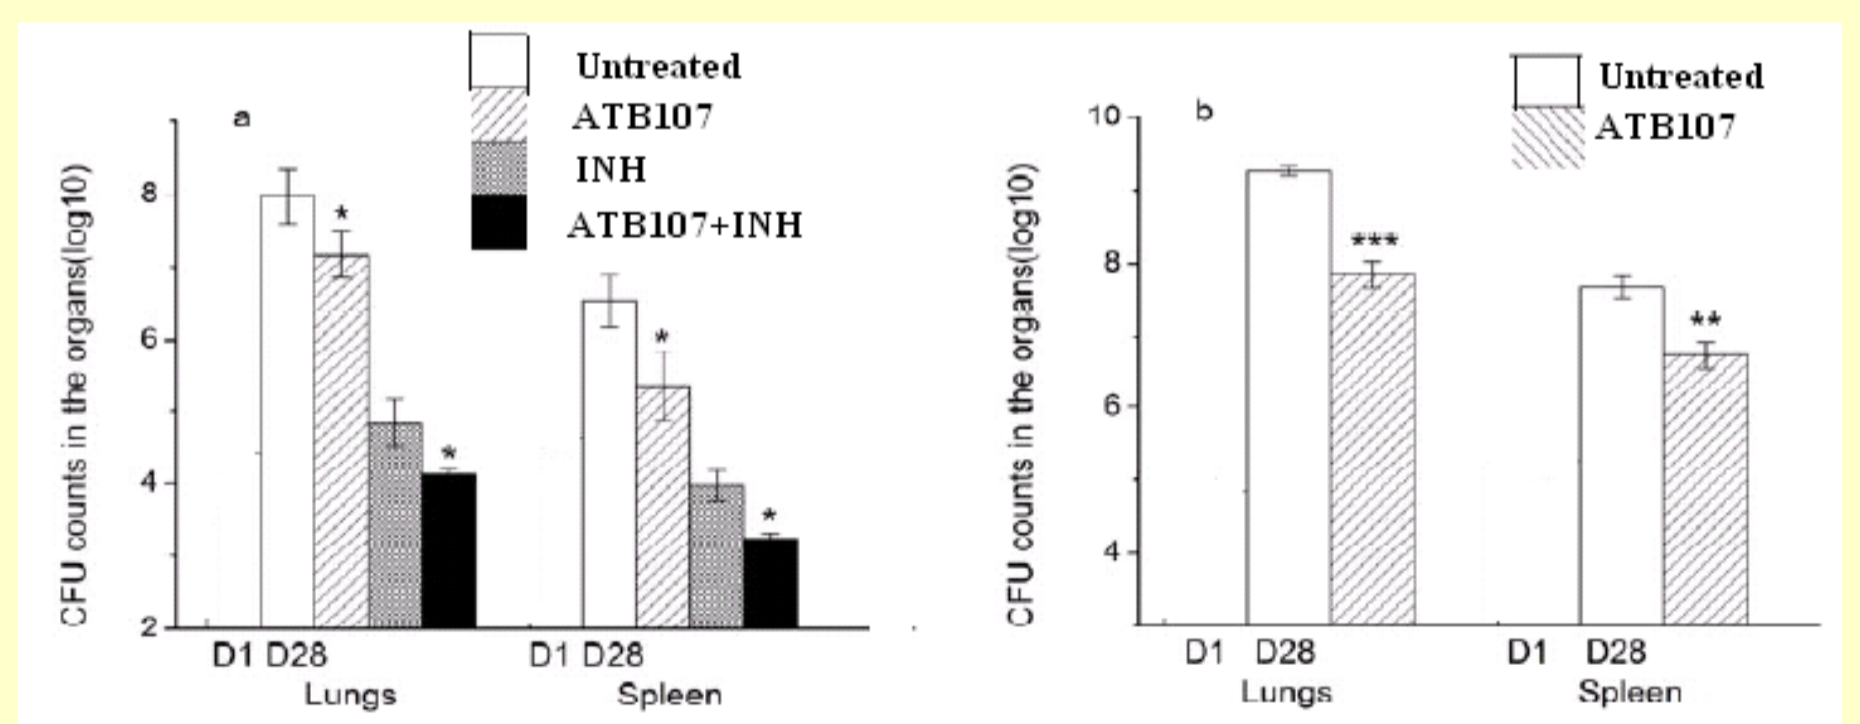 a
Untreated
ATB107
INH
ATB107+INH
CFU counts in the organs(log10)
8
6
4
2
*
*
*
*
D1 D28
D1 D28
Lungs
Spleen
b
Untreated
ATB107
CFU counts in the organs(log10)
10
8
6
4
***
**
D1 D28
D1 D28
Lungs
Spleen